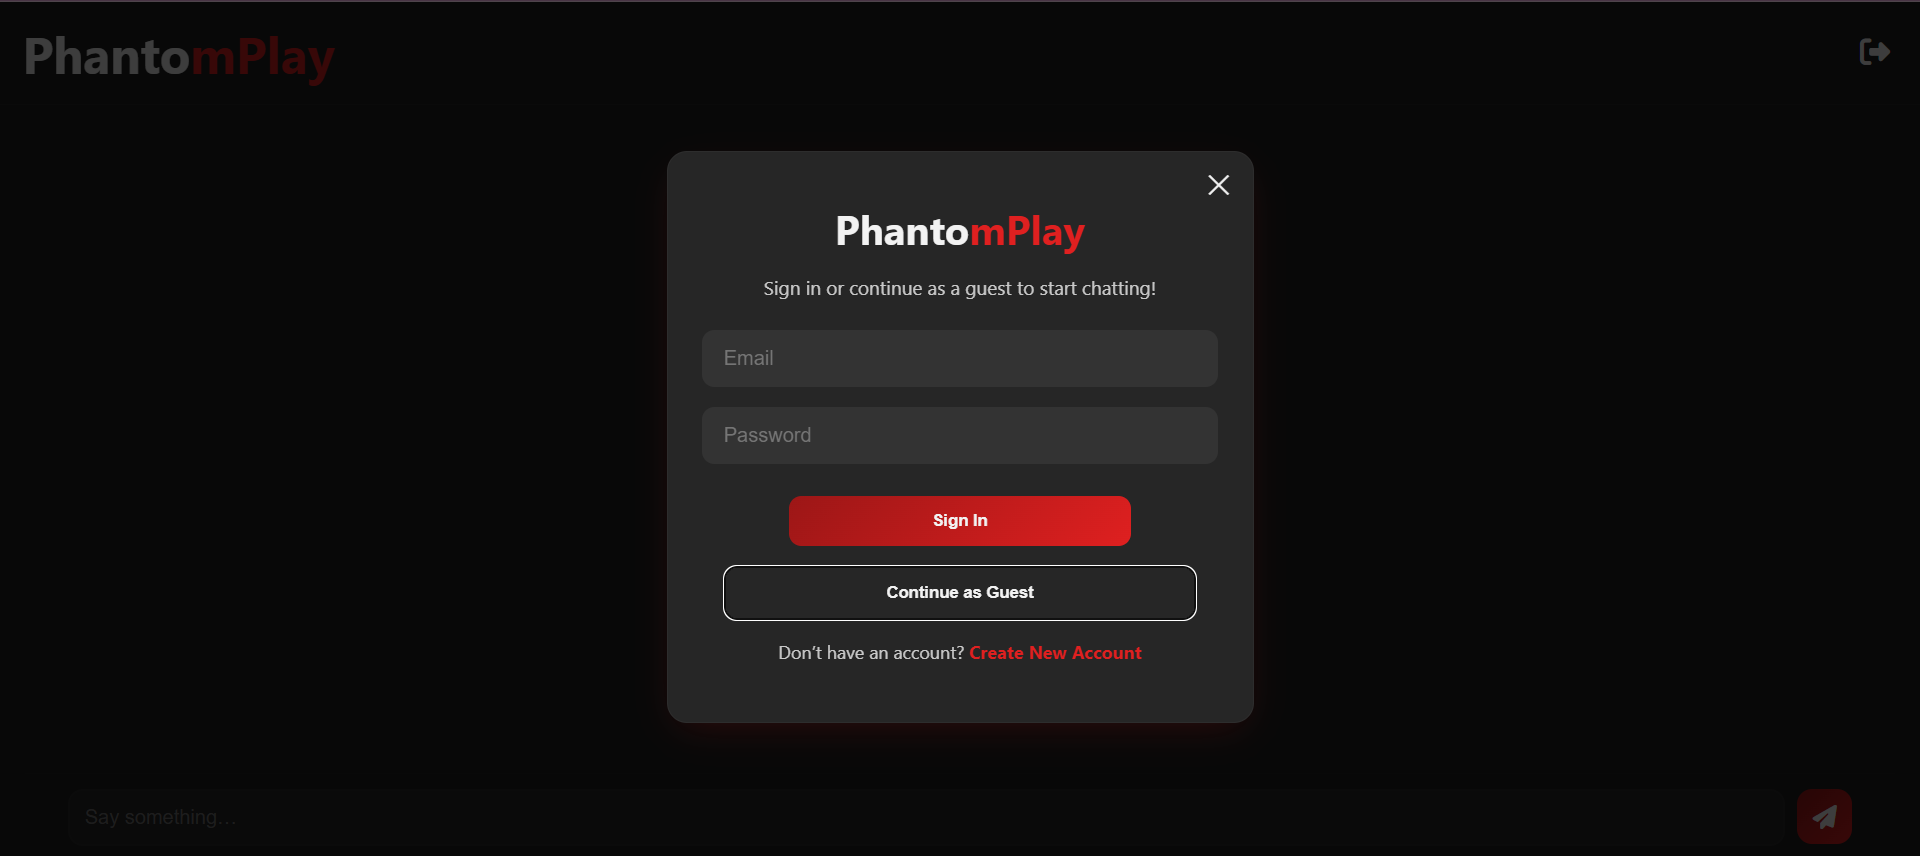 PhantomPlay
PhantomPlay
Sign in or continue as a guest to start chatting!
Email
Password
Sign In
Continue as Guest
Don’t have an account? Create New Account
Say something...